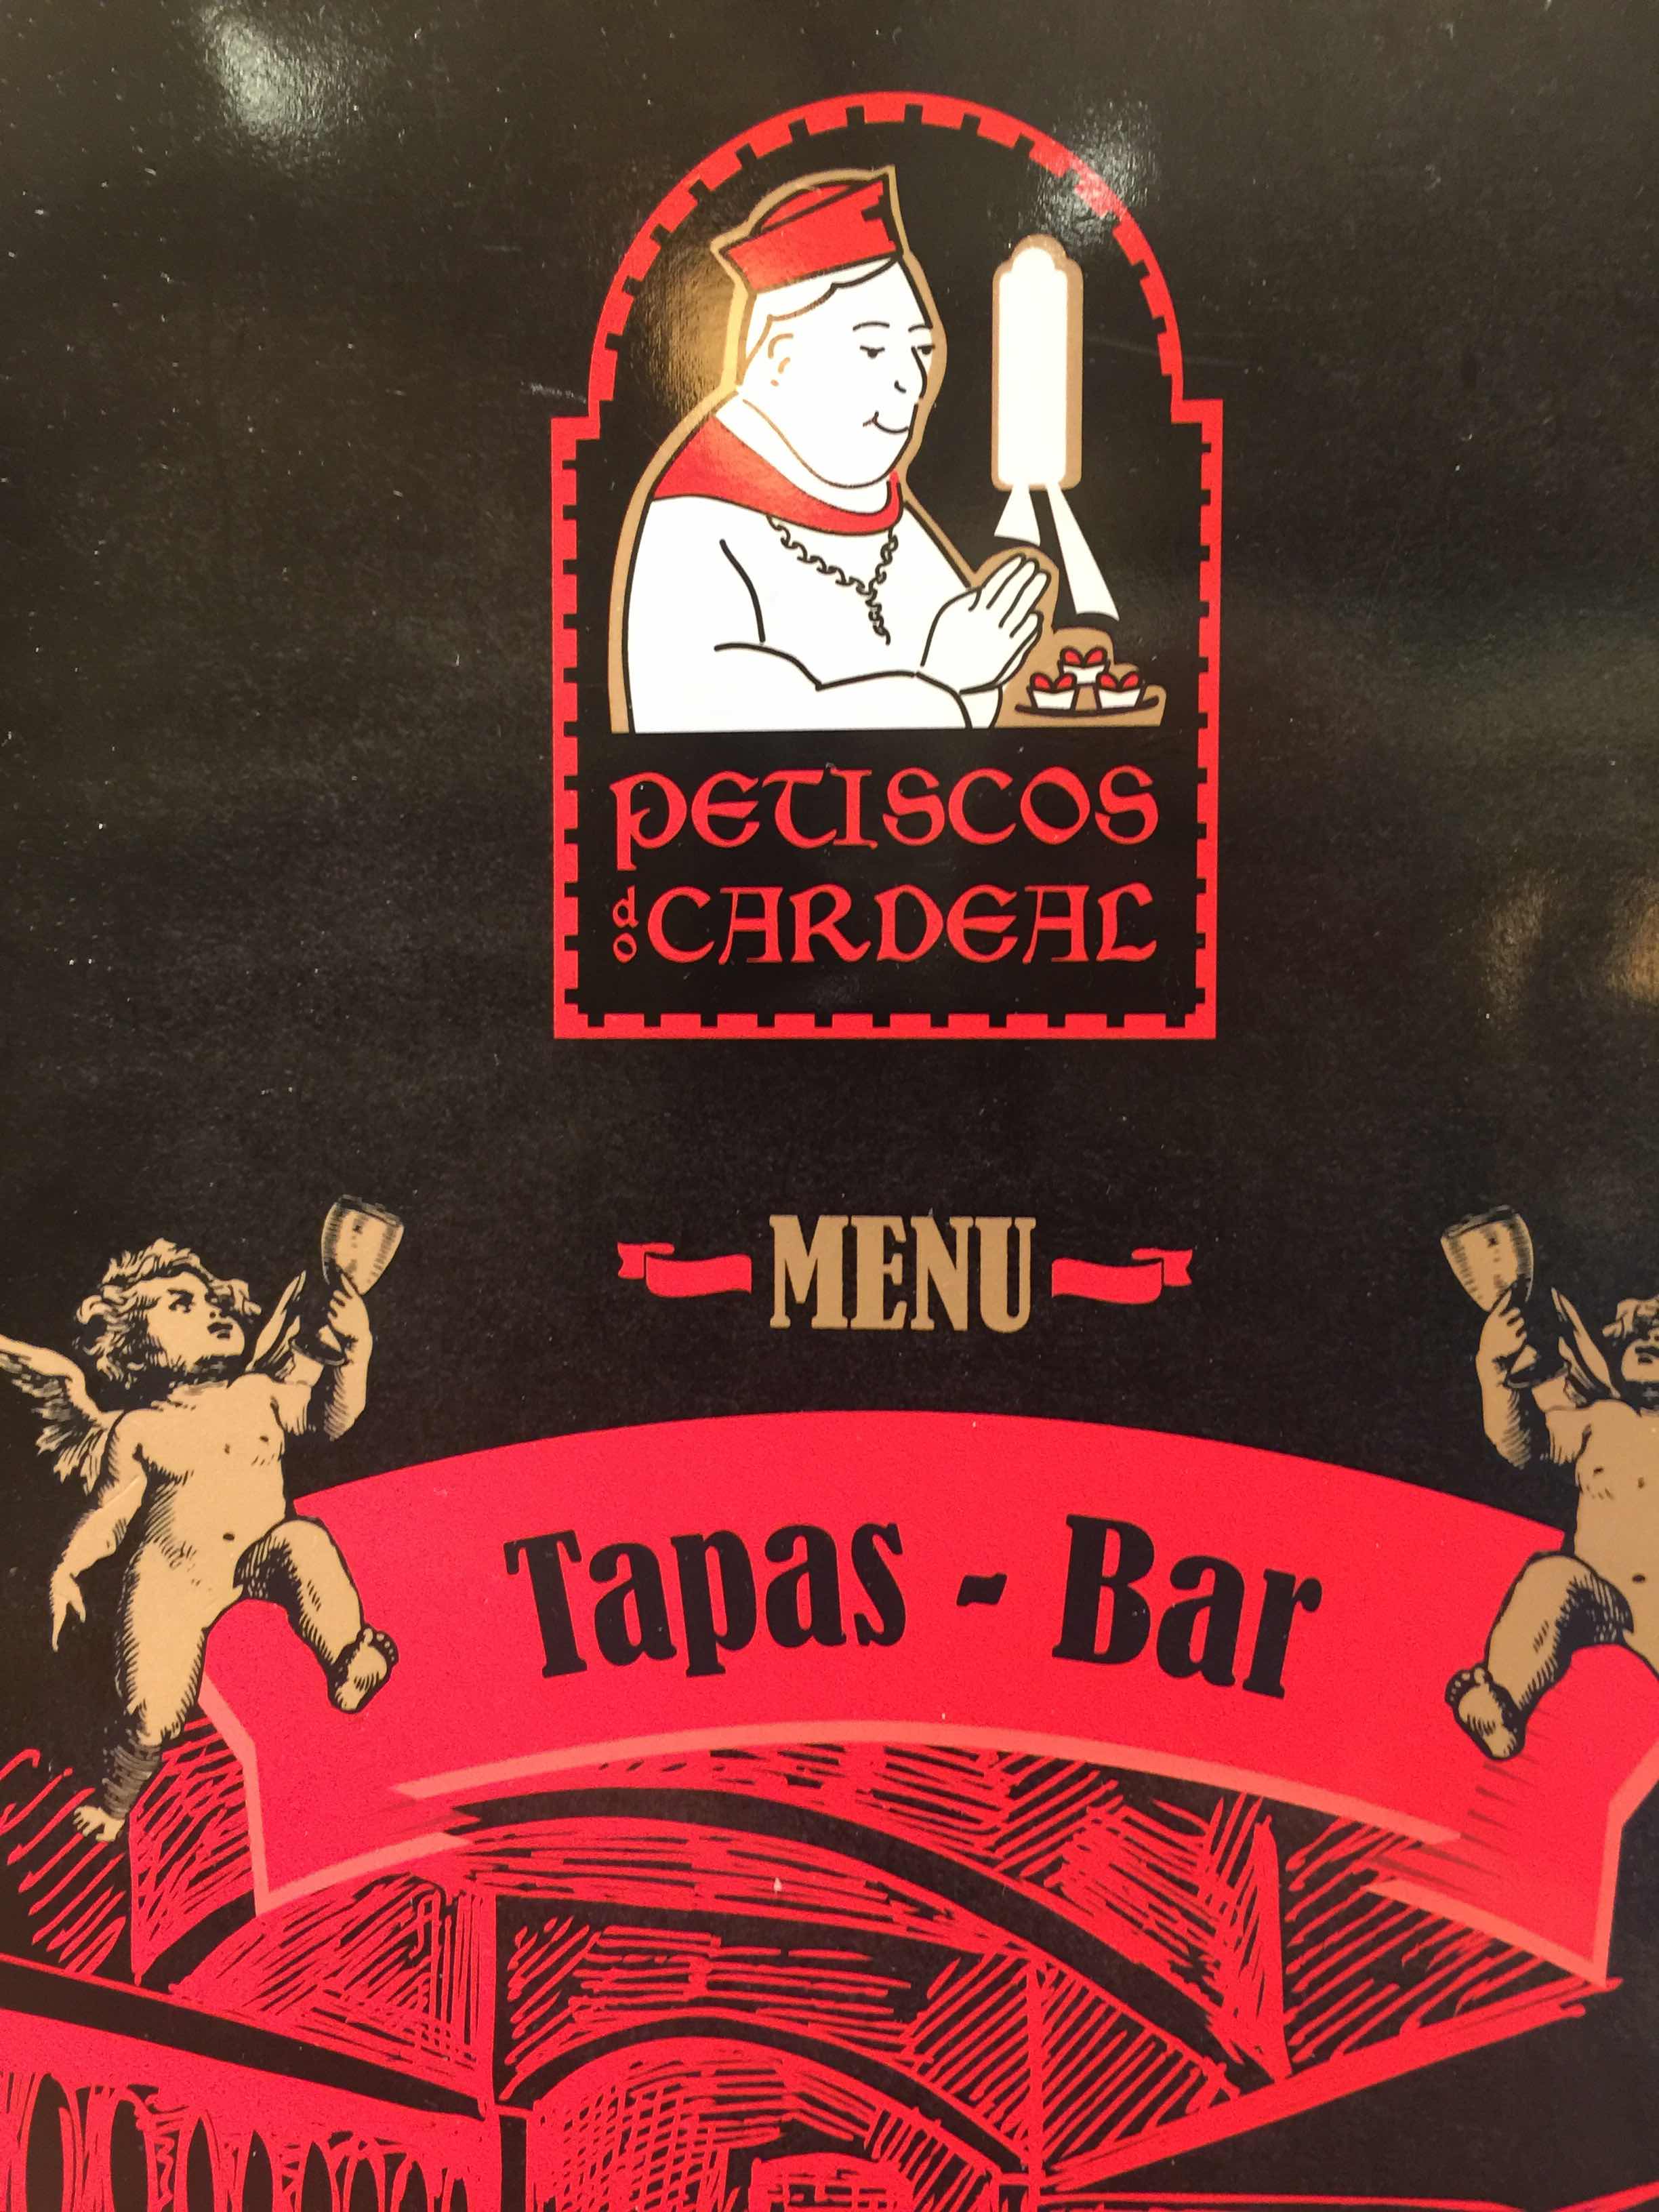 PETISCOS
do CARDEAL
MENU
Tapas - Bar